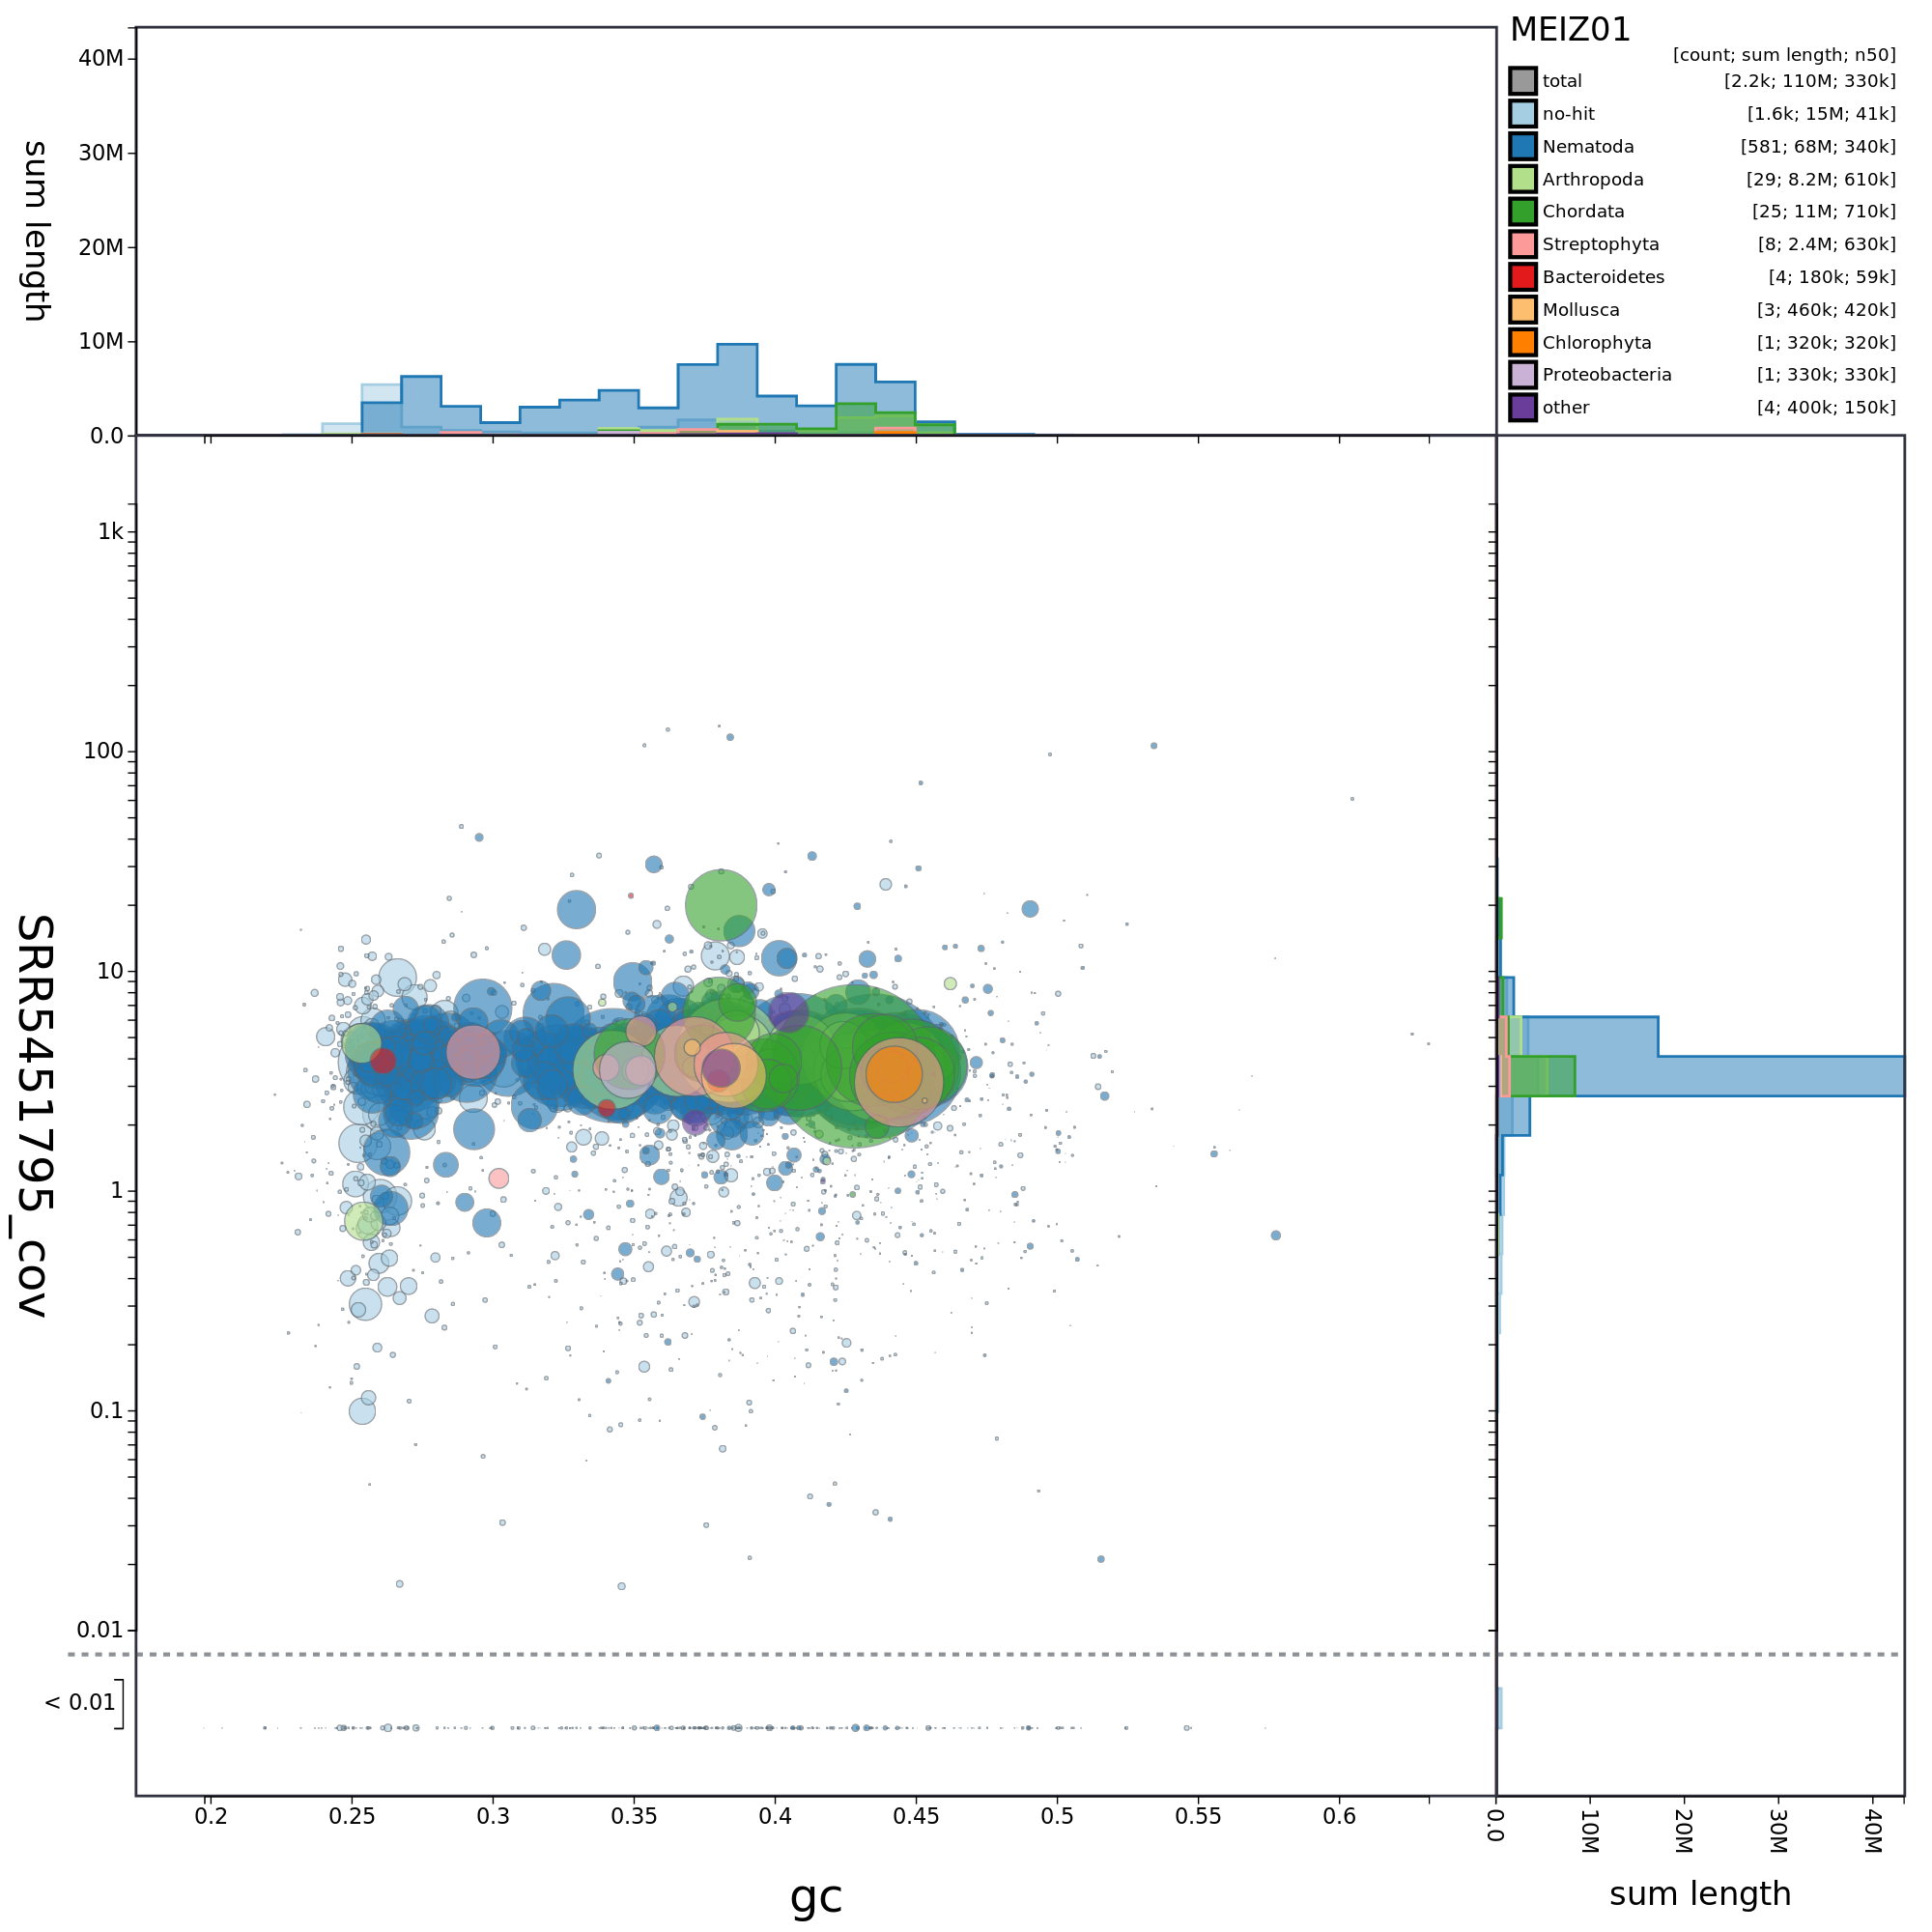 MEIZ01
[count; sum length; n50]
total [2.2k; 110M; 330k]
no-hit [1.6k; 15M; 41k]
Nematoda [581; 68M; 340k]
Arthropoda [29; 8.2M; 610k]
Chordata [25; 11M; 710k]
Streptophyta [8; 2.4M; 630k]
Bacteroidetes [4; 180k; 59k]
Mollusca [3; 460k; 420k]
Chlorophyta [1; 320k; 320k]
Proteobacteria [1; 330k; 330k]
other [4; 400k; 150k]
sum length
40M
30M
20M
10M
0.0
SRR5451795_cov
1k
100
10
1
0.1
0.01
< 0.01
0.2 0.25 0.3 0.35 0.4 0.45 0.5 0.55 0.6
gc
0.0 10M 20M 30M 40M
sum length